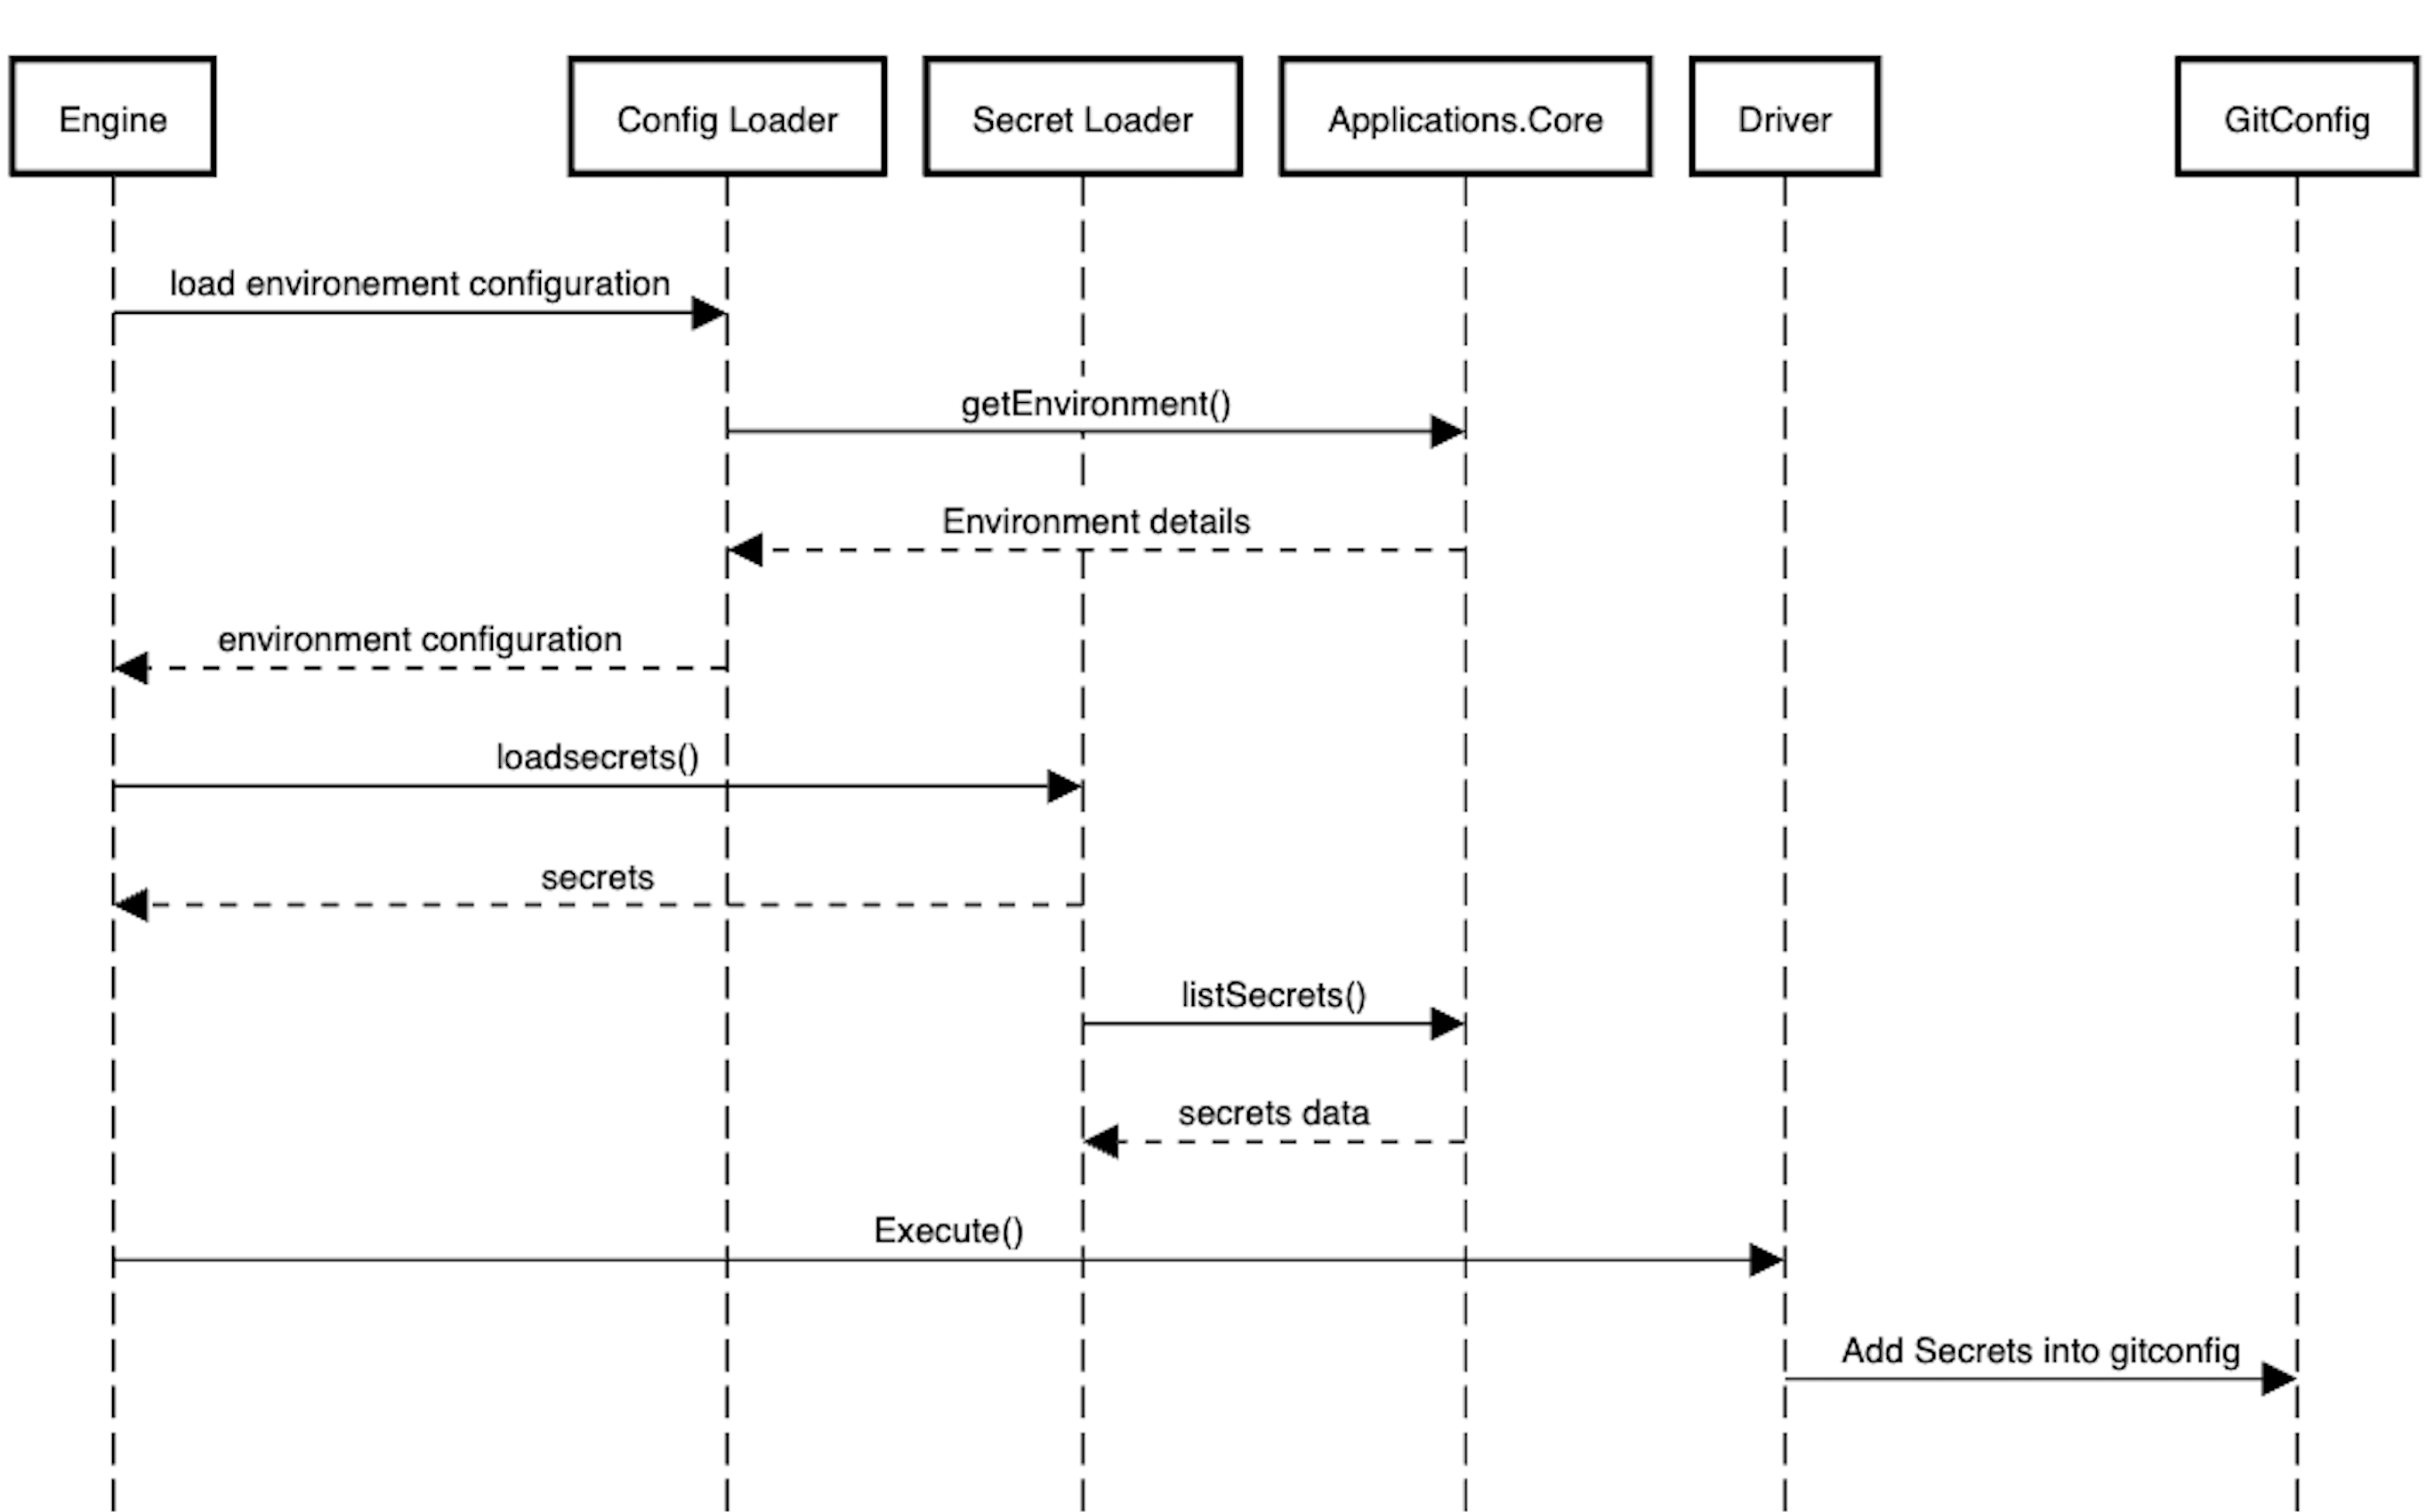 Engine
Config Loader
Secret Loader
Applications.Core
Driver
GitConfig
load environement configuration
getEnvironment()
Environment details
environment configuration
loadsecrets()
secrets
listSecrets()
secrets data
Execute()
Add Secrets into gitconfig